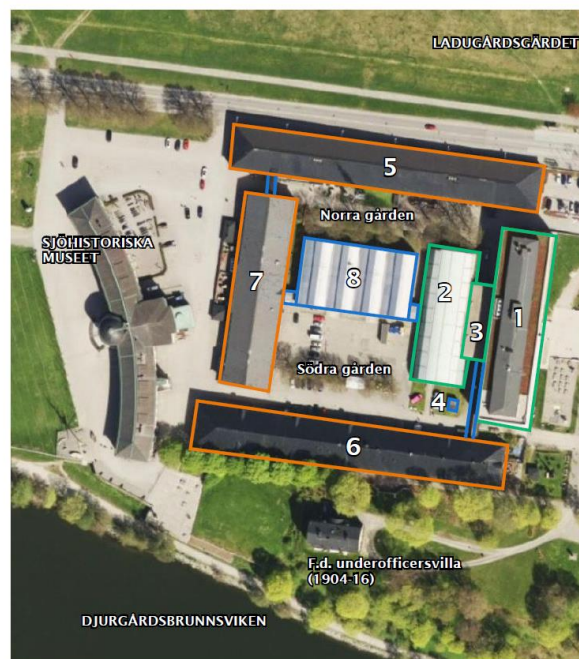 LADUGÅRDSGÄRDET
5
Norra gården
SJÖHISTORISKA
MUSEET
7
8
2
3
1
Södra gården
4
6
F.d. underofficersvilla
(1904-16)
DJURGÅRDSBRUNNSVIKEN